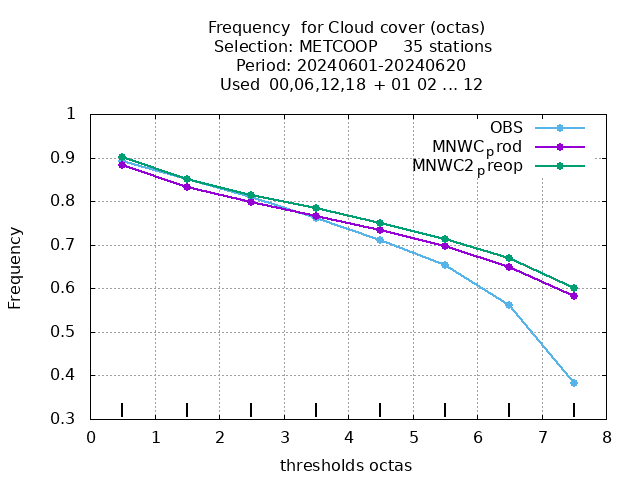 Frequency  for Cloud cover (octas)
Selection: METCOOP     35 stations
Period: 20240601-20240620
Used  00,06,12,18  + 01 02 ... 12
OBS
MNWCprod
MNWC2preop
1
0.9
0.8
0.7
0.6
0.5
0.4
0.3
Frequency
0 1 2 3 4 5 6 7 8
thresholds octas